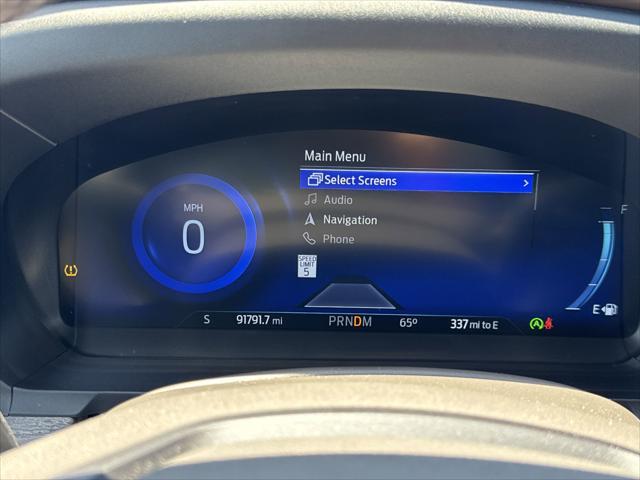 Main Menu
Select Screens
Audio
Navigation
Phone
MPH
0
SPEED
LIMIT
5
F
E
S 91791.7 mi PRNDM 65º 337 mi to E
A